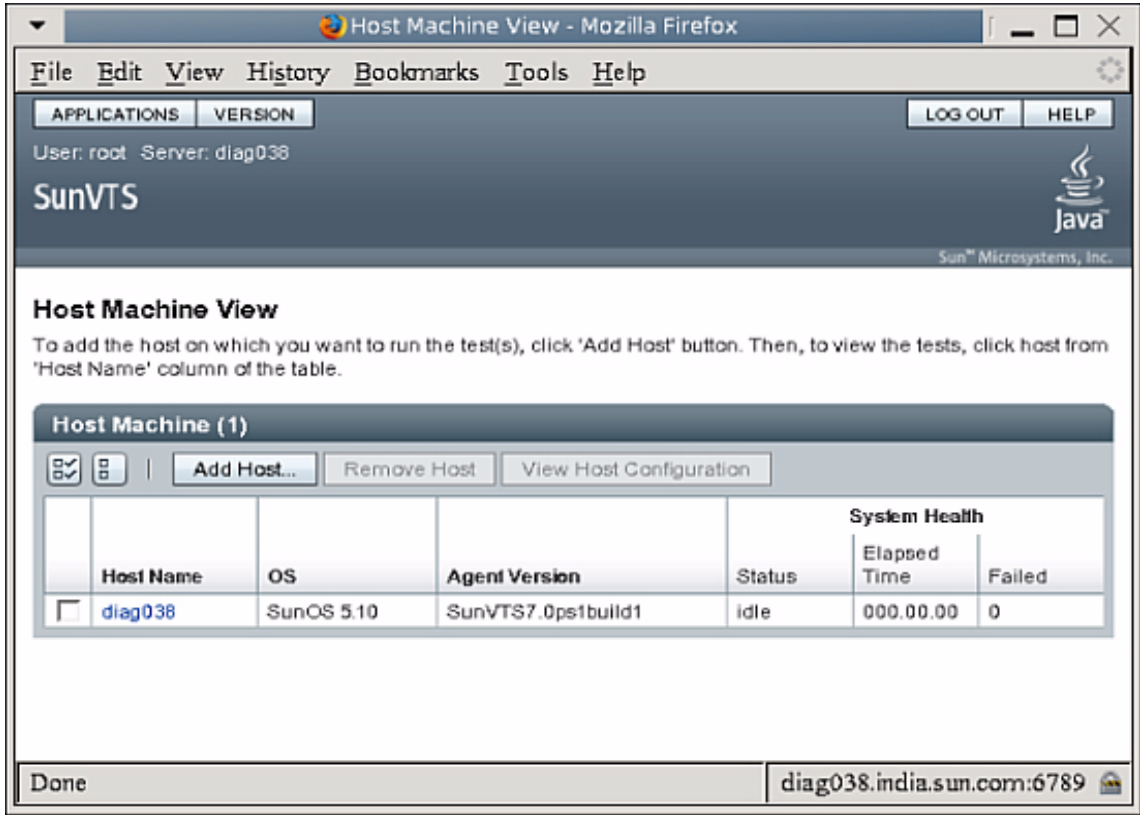 Host Machine View - Mozilla Firefox
File Edit View History Bookmarks Tools Help
APPLICATIONS VERSION LOG OUT HELP
User: root Server: diag038
SunVTS
Java™
Sun™ Microsystems, Inc.
Host Machine View
To add the host on which you want to run the test(s), click 'Add Host' button. Then, to view the tests, click host from
'Host Name' column of the table.
Host Machine (1)
Add Host... Remove Host View Host Configuration
System Health
Host Name OS Agent Version Status Elapsed Time Failed
diag038 SunOS 5.10 SunVTS7.0ps1build1 idle 000.00.00 0
Done diag038.india.sun.com:6789